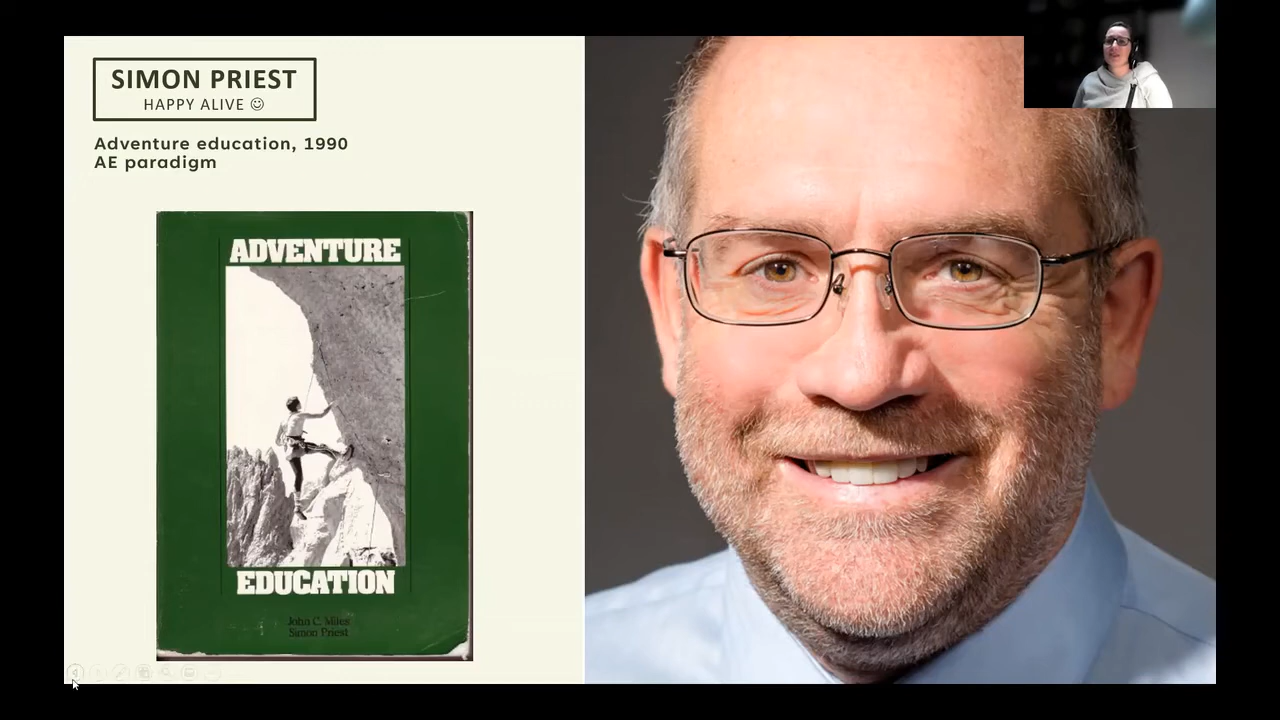 SIMON PRIEST
HAPPY ALIVE ☺
Adventure education, 1990
AE paradigm
ADVENTURE
EDUCATION
John C. Miles
Simon Priest